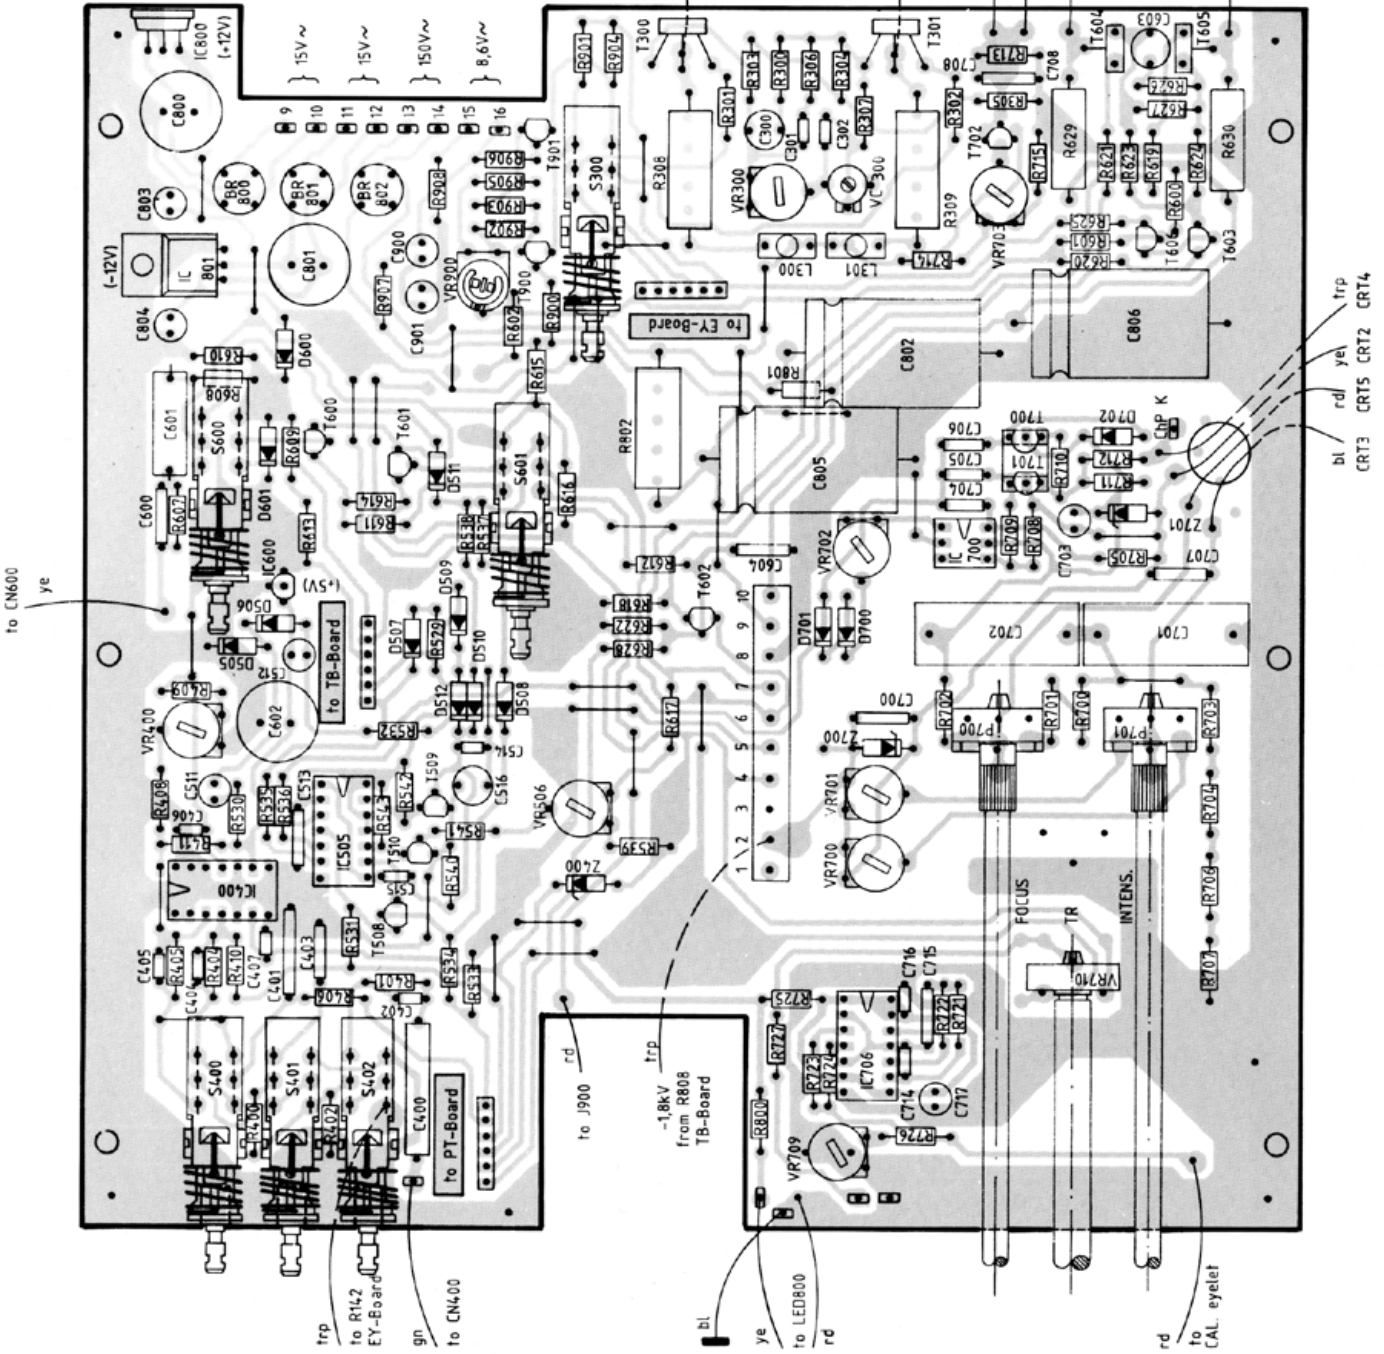 IC800
(+12V)
C800
15V~
15V~
150V~
8,6V~
9
10
11
12
13
14
15
16
R901
R904
T300
T301
R303
R300
R306
R304
R301
C300
C301
C302
R307
R302
C708
R713
C708
R305
T702
R715
R629
T604
C603
T605
R626
R627
R621
R623
R619
R624
R630
R600
C803
BR
800
BR
801
BR
802
R908
R906
R905
R903
R902
T901
S300
R308
VR300
VC300
R309
VR703
R625
R601
R620
T606
T603
(-12V)
IC
801
C801
C900
VR900
T900
L300
L301
R714
C804
R907
C901
R602
R900
to EY-Board
C802
C806
R610
D600
R608
R615
R801
C601
S600
R609
T600
T601
D511
S601
R802
C805
C706
C705
C704
T700
T701
R710
D702
R712
R711
ChP K
trp
CRT4
ye
CRT2
rd
CRT5
bl
CRT3
C600
R607
D601
R613
R614
R611
R538
R537
R616
VR702
IC
700
R709
R708
C703
Z701
R705
C707
to CN600
ye
IC600
(+5V)
D506
D505
C512
to TB-Board
D507
R529
D509
D510
R612
C604
T602
R618
R622
R628
10
9
8
7
6
5
4
3
2
1
D701
D700
C702
C701
R409
VR400
C602
D512
D508
R532
C514
R617
C700
Z700
R702
P700
R701
R700
P701
R703
R408
C511
C406
R411
R530
R535
R536
C513
R543
R542
T509
C516
VR506
VR701
R704
IC400
IC505
T510
R541
R540
C515
R539
Z400
VR700
R706
FOCUS
TR
INTENS.
C405
R405
C404
R404
R410
C407
C401
C403
R531
T508
R406
R401
C402
R534
R533
R725
C716
C715
R722
R721
VR710
R707
S400
S401
S402
R400
R402
C400
to PT-Board
rd
to J900
trp
-1,8kV
from R808
TB-Board
R727
R723
R724
IC706
C714
C717
R800
VR709
R726
trp
to R142
EY-Board
gn
to CN400
bl
ye
to LED800
rd
rd
to
CAL. eyelet